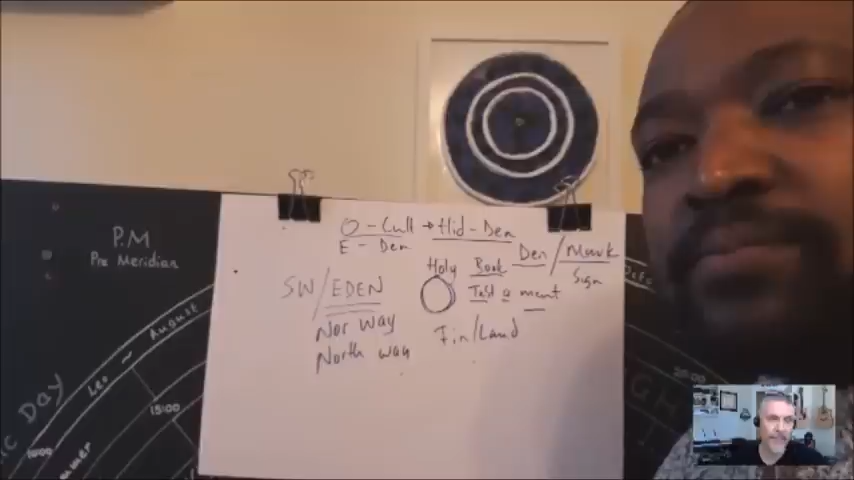 O-Cult → Hid-Den
E-Den
Den/Mark
Sign
Holy Book
Test a ment
SW/EDEN
Nor Way
North way
Fin/Land
P.M
Pre Meridian
Leo ~ August
15:00
Day